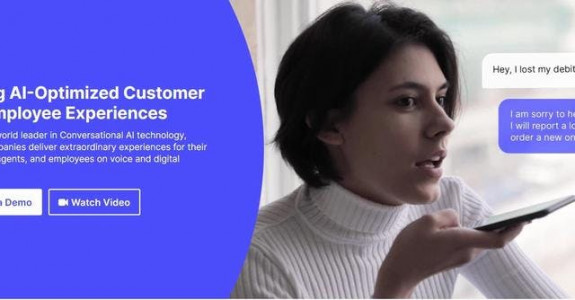 g AI-Optimized Customer
mployee Experiences
world leader in Conversational AI technology,
panies deliver extraordinary experiences for their
gents, and employees on voice and digital
a Demo
Watch Video
Hey, I lost my debit
I am sorry to he
I will report a lo
order a new on